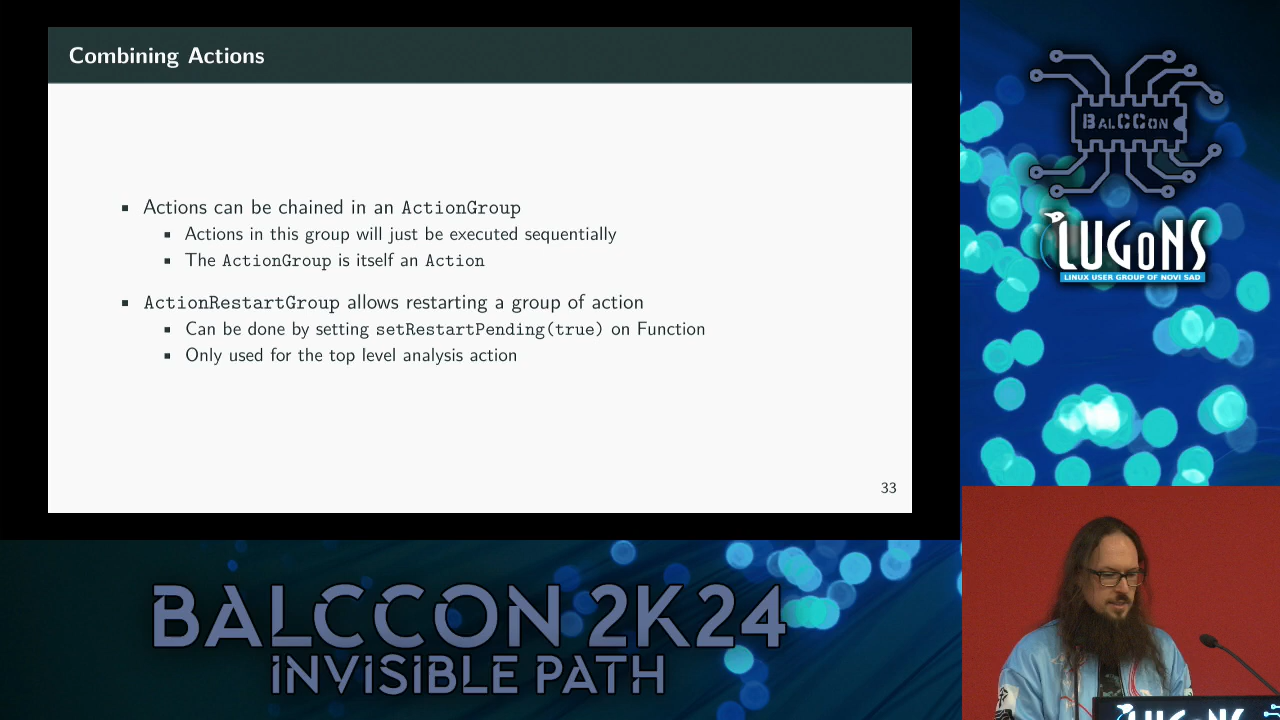 Combining Actions
▪ Actions can be chained in an ActionGroup
▪ Actions in this group will just be executed sequentially
▪ The ActionGroup is itself an Action
▪ ActionRestartGroup allows restarting a group of action
▪ Can be done by setting setRestartPending(true) on Function
▪ Only used for the top level analysis action
33
BALCCON
LUGONS
LINUX USER GROUP OF NOVI SAD
BALCCON 2K24
INVISIBLE PATH
LUGONS